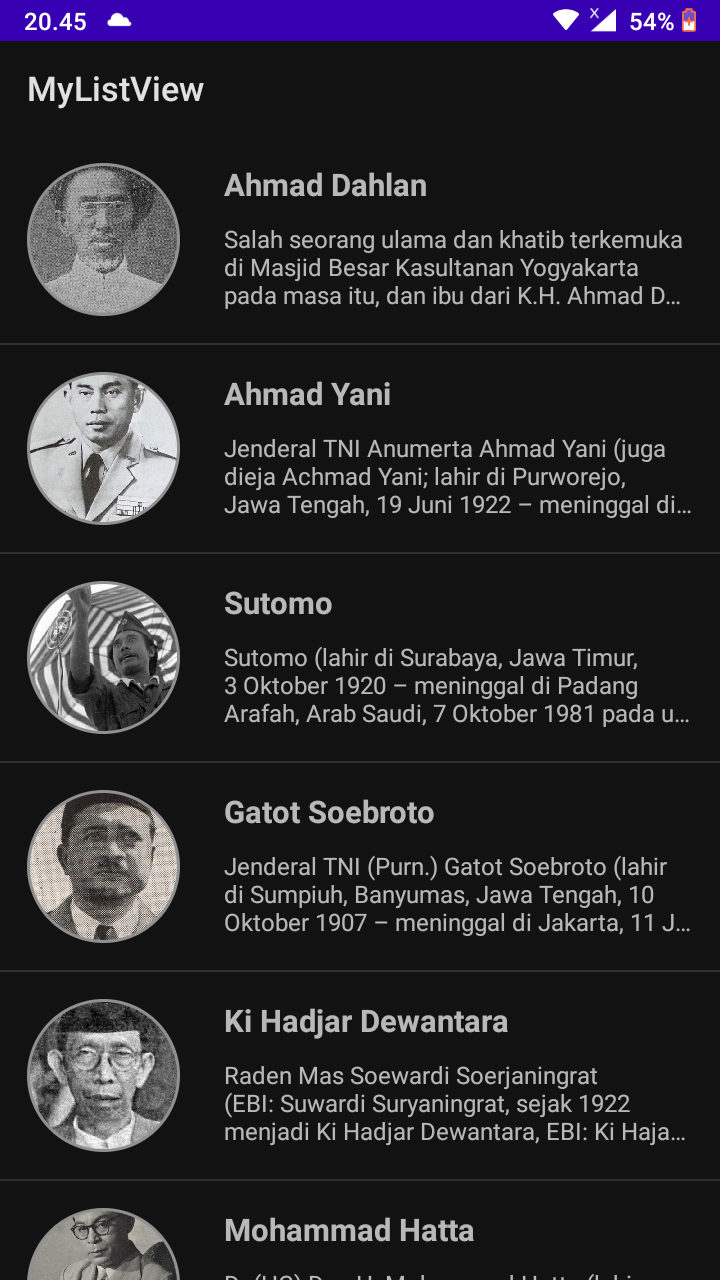 20.45 54%
MyListView
Ahmad Dahlan
Salah seorang ulama dan khatib terkemuka
di Masjid Besar Kasultanan Yogyakarta
pada masa itu, dan ibu dari K.H. Ahmad D…
Ahmad Yani
Jenderal TNI Anumerta Ahmad Yani (juga
dieja Achmad Yani; lahir di Purworejo,
Jawa Tengah, 19 Juni 1922 – meninggal di…
Sutomo
Sutomo (lahir di Surabaya, Jawa Timur,
3 Oktober 1920 – meninggal di Padang
Arafah, Arab Saudi, 7 Oktober 1981 pada u…
Gatot Soebroto
Jenderal TNI (Purn.) Gatot Soebroto (lahir
di Sumpiuh, Banyumas, Jawa Tengah, 10
Oktober 1907 – meninggal di Jakarta, 11 J…
Ki Hadjar Dewantara
Raden Mas Soewardi Soerjaningrat
(EBI: Suwardi Suryaningrat, sejak 1922
menjadi Ki Hadjar Dewantara, EBI: Ki Haja…
Mohammad Hatta